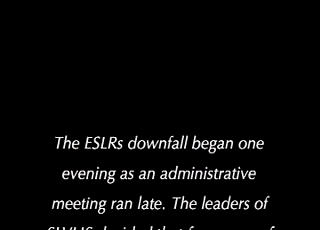 The ESLRs downfall began one
evening as an administrative
meeting ran late. The leaders of